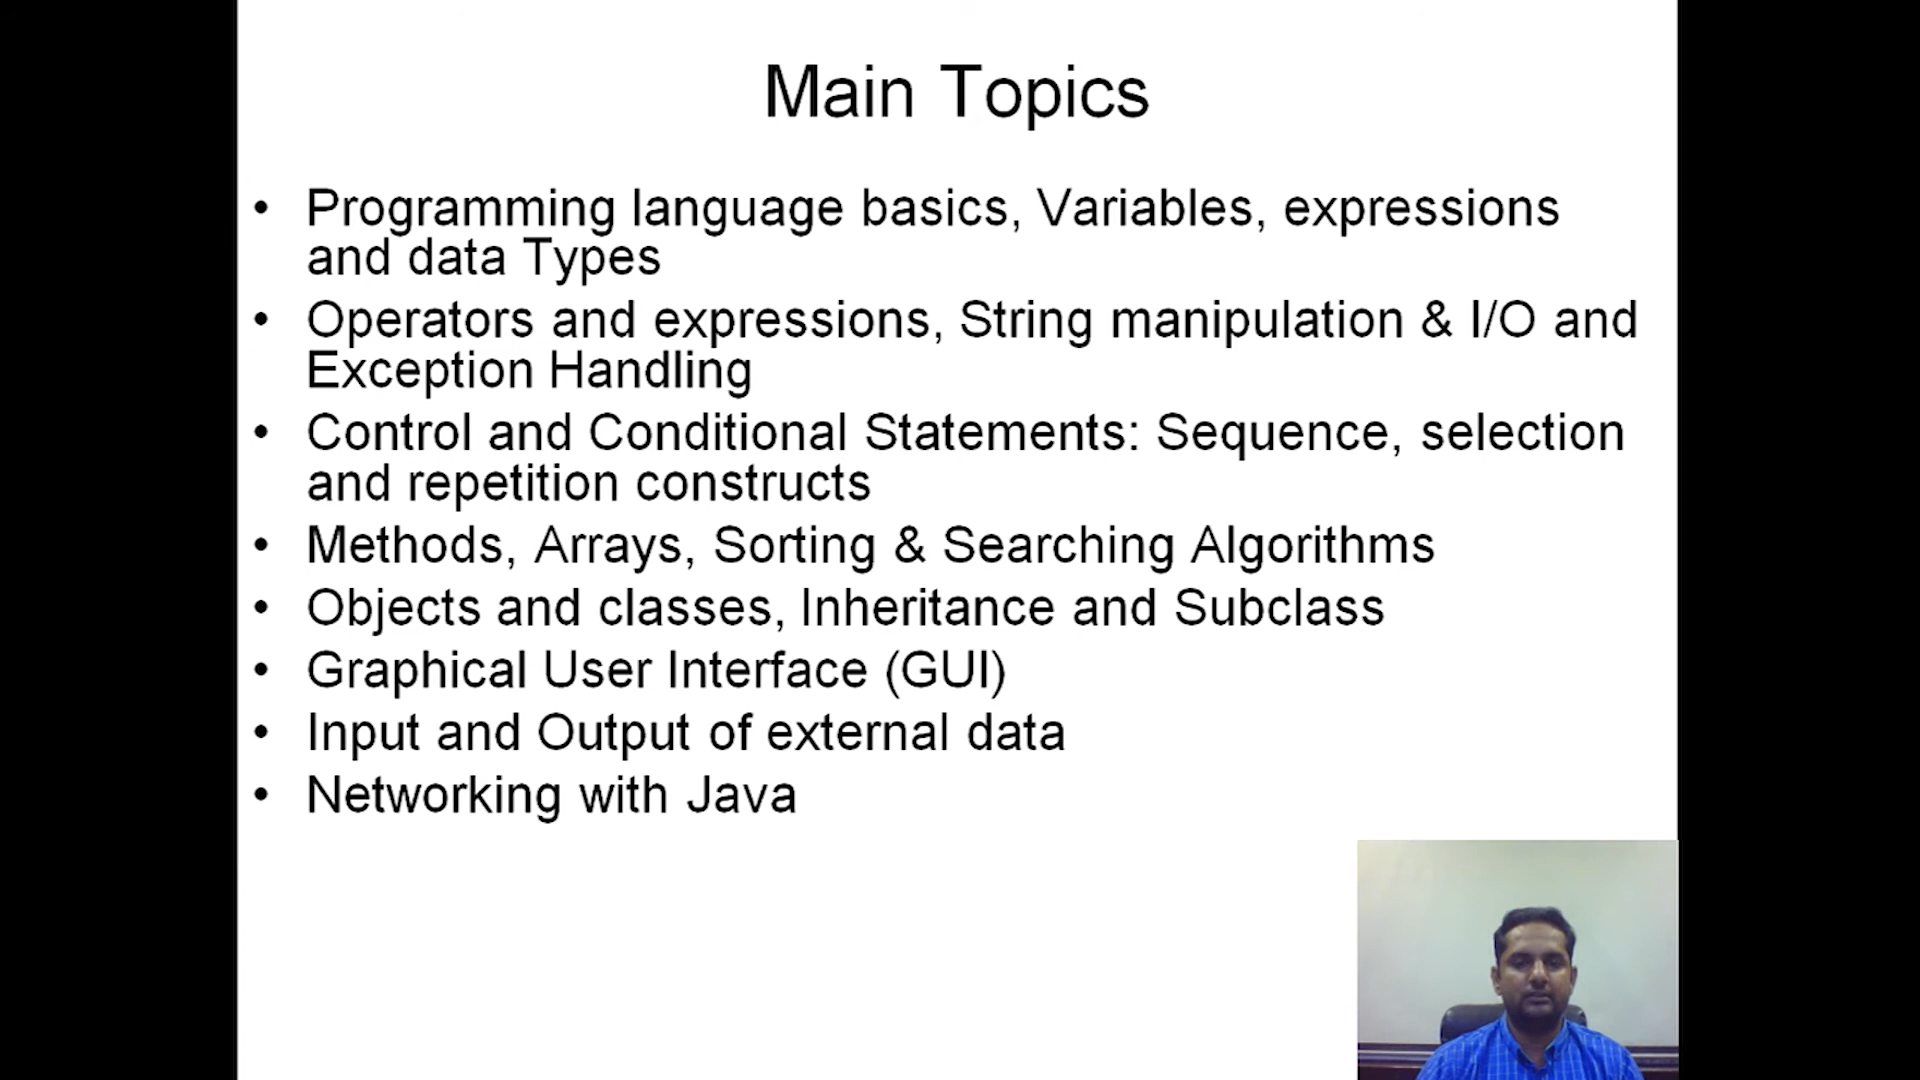 Main Topics
• Programming language basics, Variables, expressions
and data Types
• Operators and expressions, String manipulation & I/O and
Exception Handling
• Control and Conditional Statements: Sequence, selection
and repetition constructs
• Methods, Arrays, Sorting & Searching Algorithms
• Objects and classes, Inheritance and Subclass
• Graphical User Interface (GUI)
• Input and Output of external data
• Networking with Java